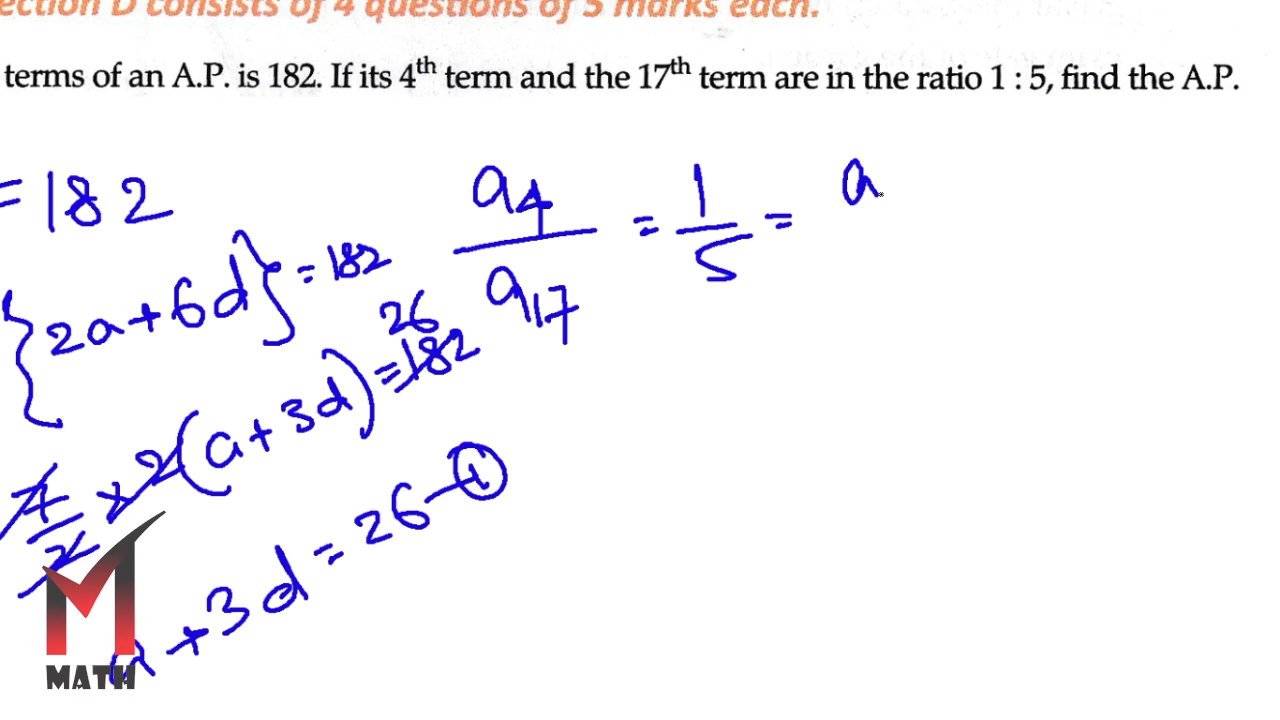 ection D consists of 4 questions of 5 marks each.
terms of an A.P. is 182. If its 4th term and the 17th term are in the ratio 1 : 5, find the A.P.
= 182
{2a+6d} = 182
7/2 × 2(a+3d) = 182
26
a+3d = 26 - ①
a4/a17 = 1/5 = a
MATH